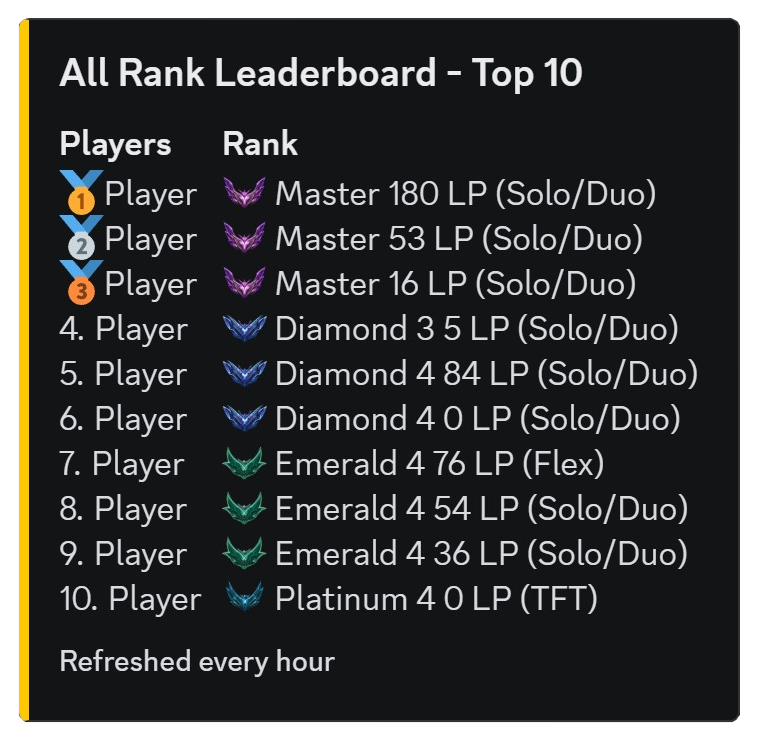 All Rank Leaderboard - Top 10
Players Rank
1 Player Master 180 LP (Solo/Duo)
2 Player Master 53 LP (Solo/Duo)
3 Player Master 16 LP (Solo/Duo)
4. Player Diamond 3 5 LP (Solo/Duo)
5. Player Diamond 4 84 LP (Solo/Duo)
6. Player Diamond 4 0 LP (Solo/Duo)
7. Player Emerald 4 76 LP (Flex)
8. Player Emerald 4 54 LP (Solo/Duo)
9. Player Emerald 4 36 LP (Solo/Duo)
10. Player Platinum 4 0 LP (TFT)
Refreshed every hour